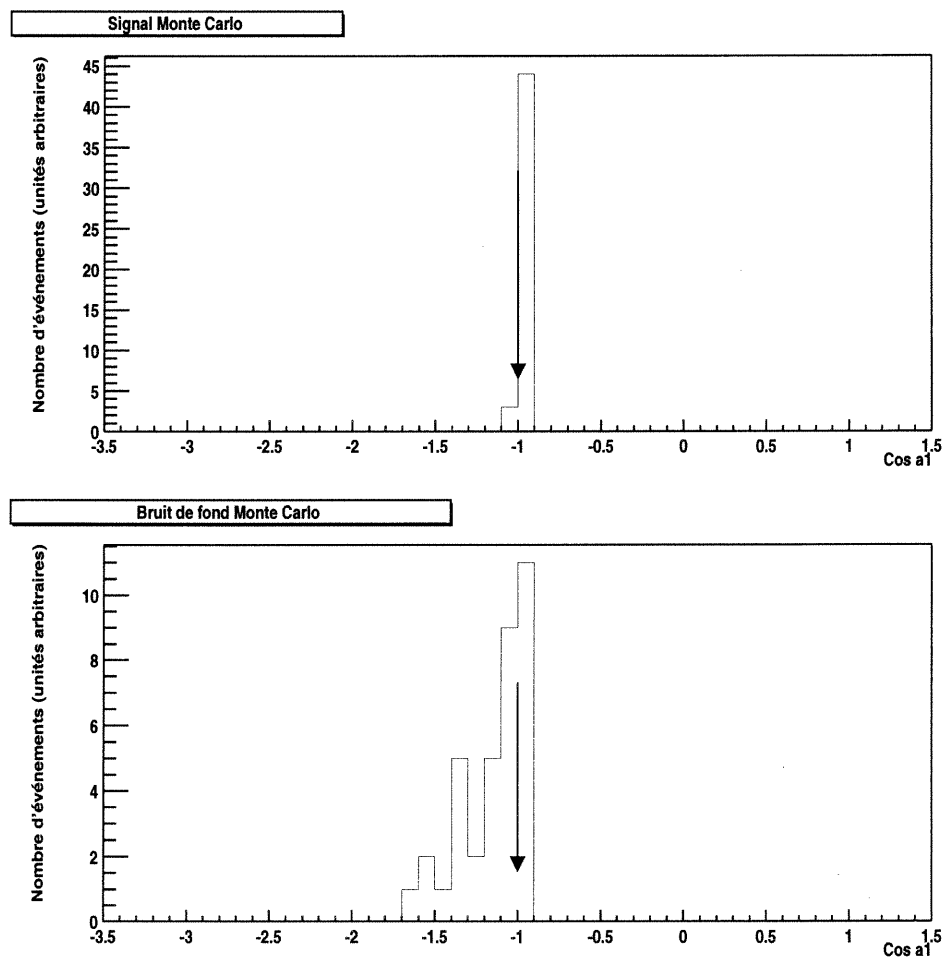 Signal Monte Carlo
Nombre d'événements (unités arbitraires)
45
40
35
30
25
20
15
10
5
0
-3.5 -3 -2.5 -2 -1.5 -1 -0.5 0 0.5 1 1.5
Cos a1
Bruit de fond Monte Carlo
Nombre d'événements (unités arbitraires)
10
8
6
4
2
0
-3.5 -3 -2.5 -2 -1.5 -1 -0.5 0 0.5 1 1.5
Cos a1